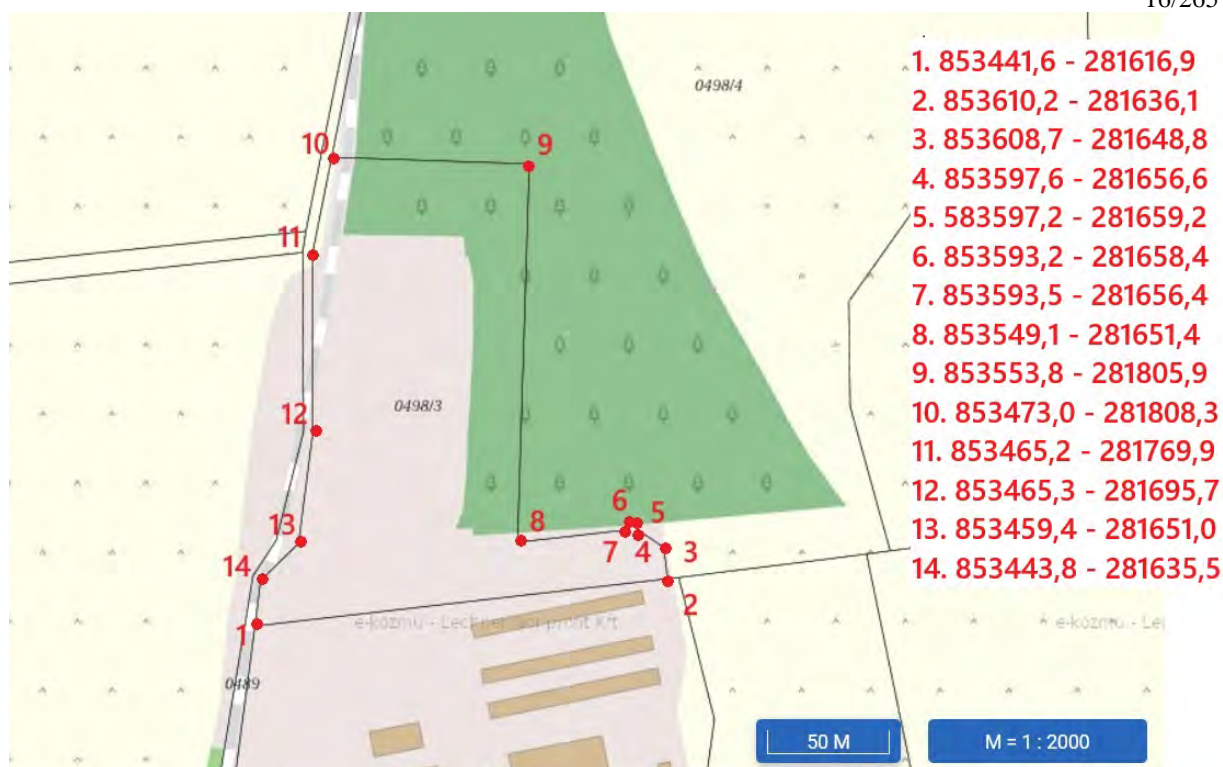 16/265
0498/4
1. 853441,6 - 281616,9
2. 853610,2 - 281636,1
3. 853608,7 - 281648,8
4. 853597,6 - 281656,6
5. 583597,2 - 281659,2
6. 853593,2 - 281658,4
7. 853593,5 - 281656,4
8. 853549,1 - 281651,4
9. 853553,8 - 281805,9
10. 853473,0 - 281808,3
11. 853465,2 - 281769,9
12. 853465,3 - 281695,7
13. 853459,4 - 281651,0
14. 853443,8 - 281635,5
10
9
11
12
0498/3
6
5
8
7
4
3
13
14
2
1
e-közmű - Lechner Nonprofit Kft.
e-közmű - Le
0489
50 M
M = 1 : 2000